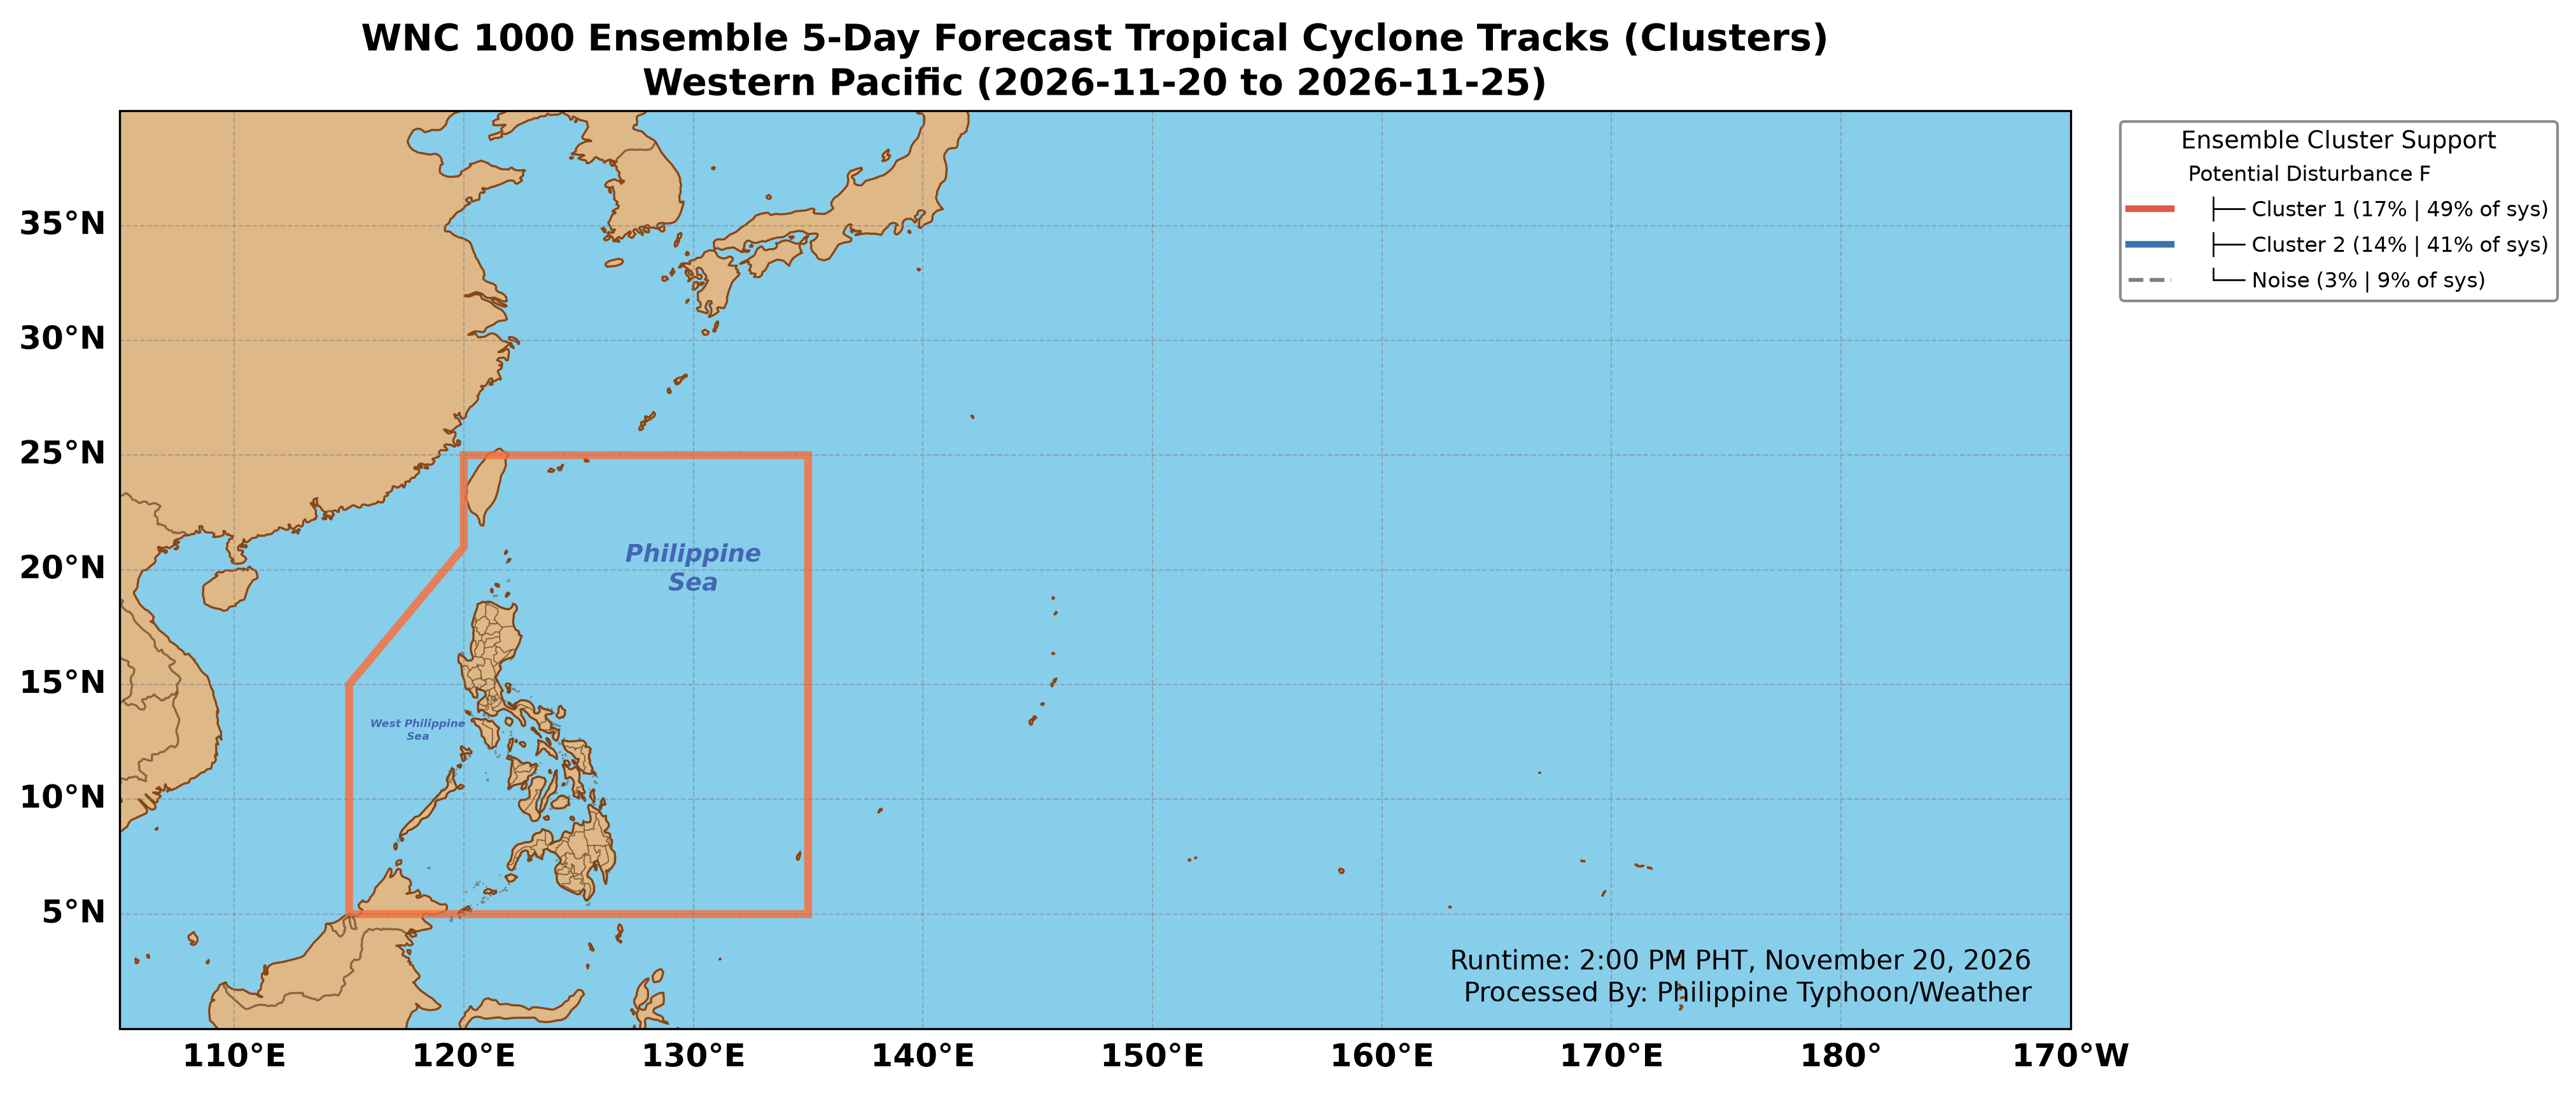 WNC 1000 Ensemble 5-Day Forecast Tropical Cyclone Tracks (Clusters)
Western Pacific (2026-11-20 to 2026-11-25)
Ensemble Cluster Support
Potential Disturbance F
├── Cluster 1 (17% | 49% of sys)
├── Cluster 2 (14% | 41% of sys)
└── Noise (3% | 9% of sys)
35°N
30°N
25°N
20°N
15°N
10°N
5°N
Philippine
Sea
West Philippine
Sea
Runtime: 2:00 PM PHT, November 20, 2026
Processed By: Philippine Typhoon/Weather
110°E
120°E
130°E
140°E
150°E
160°E
170°E
180°
170°W